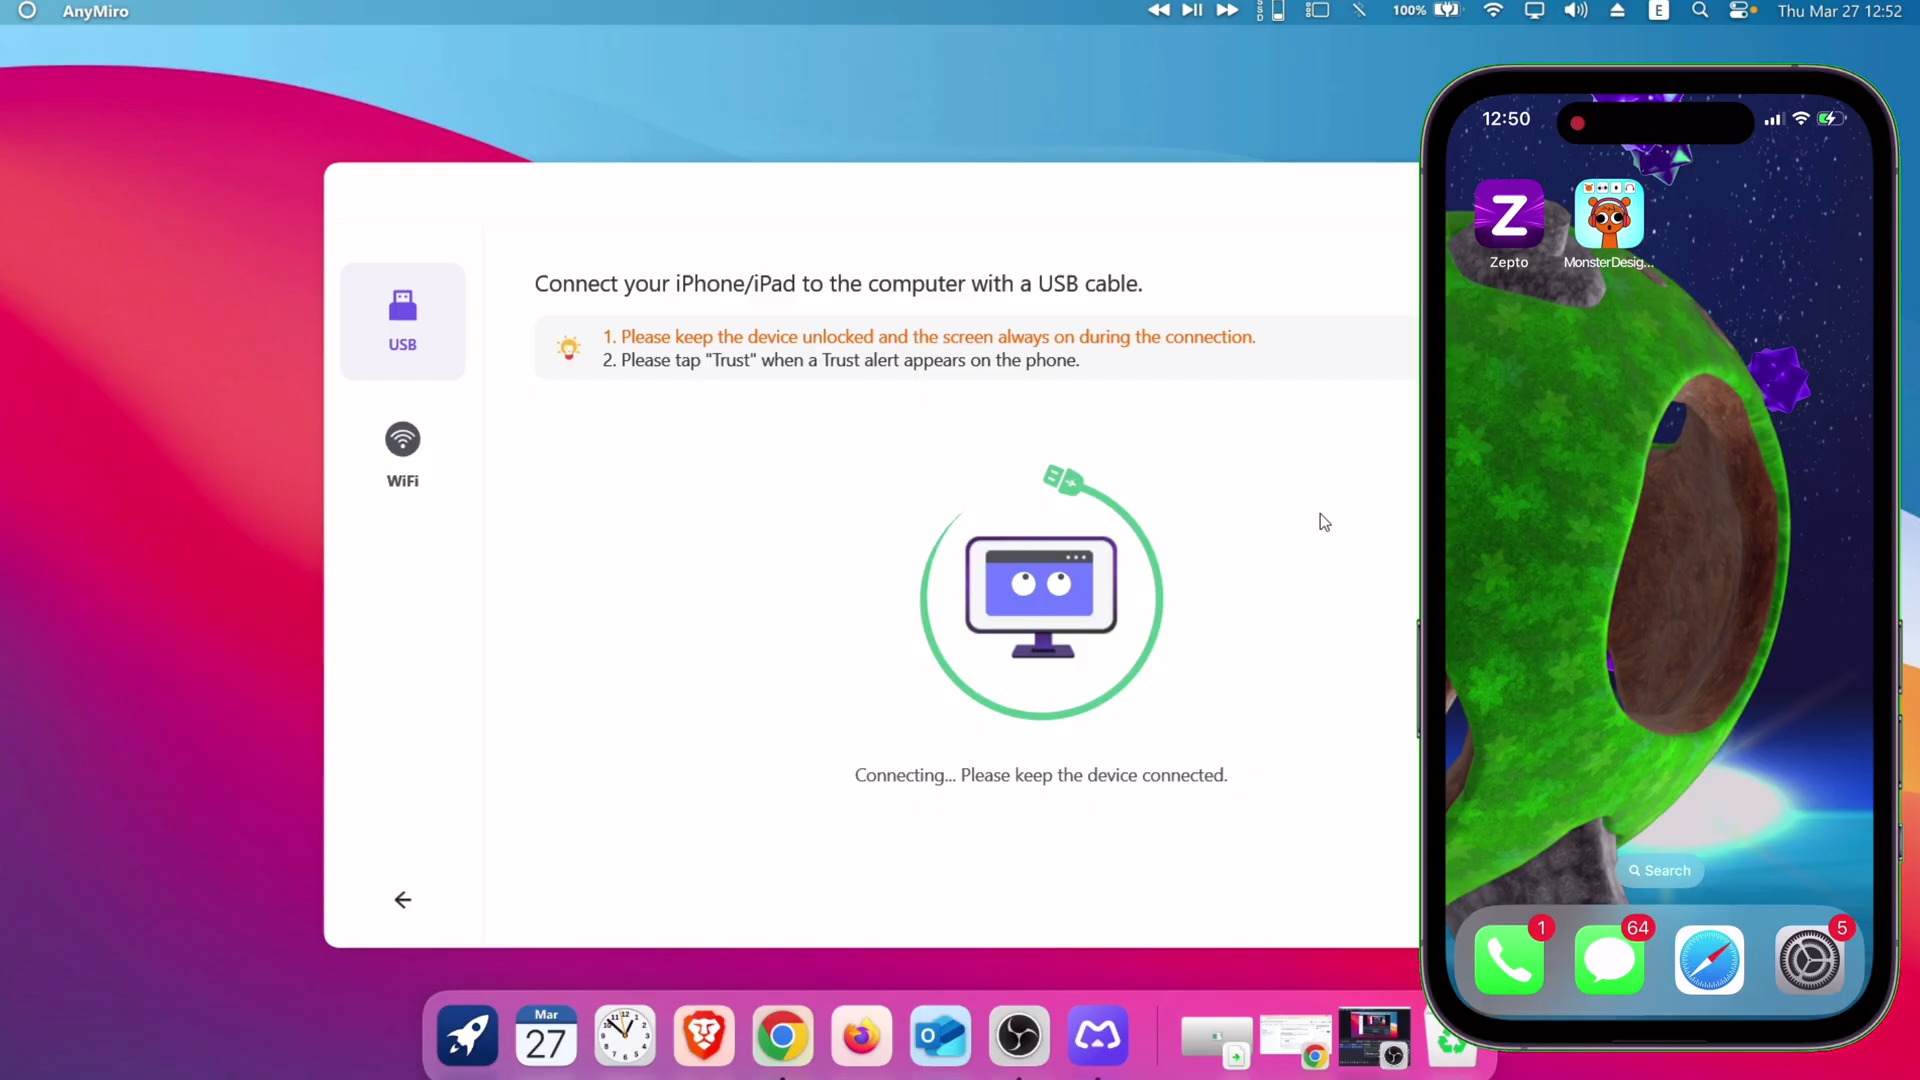 AnyMiro
100%
E
Thu Mar 27 12:52
12:50
Z
Zepto
MonsterDesig...
Connect your iPhone/iPad to the computer with a USB cable.
1. Please keep the device unlocked and the screen always on during the connection.
2. Please tap "Trust" when a Trust alert appears on the phone.
USB
WiFi
Connecting... Please keep the device connected.
Search
1
64
5
Mar
27